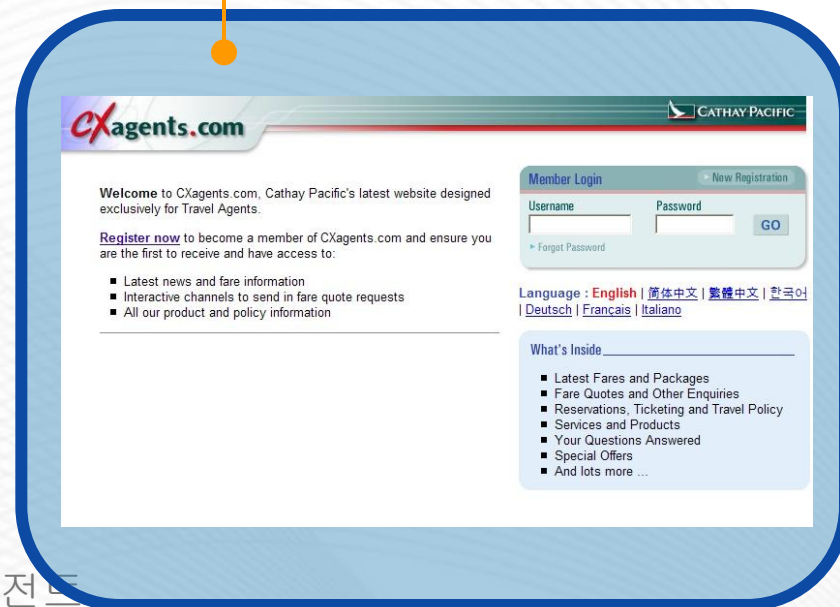 CXagents.com
CATHAY PACIFIC
Welcome to CXagents.com, Cathay Pacific's latest website designed
exclusively for Travel Agents.
Register now to become a member of CXagents.com and ensure you
are the first to receive and have access to:
■ Latest news and fare information
■ Interactive channels to send in fare quote requests
■ All our product and policy information
Member Login
New Registration
Username Password
GO
Forgot Password
Language : English | 简体中文 | 繁體中文 | 한국어
| Deutsch | Français | Italiano
What's Inside
■ Latest Fares and Packages
■ Fare Quotes and Other Enquiries
■ Reservations, Ticketing and Travel Policy
■ Services and Products
■ Your Questions Answered
■ Special Offers
■ And lots more ...
전트